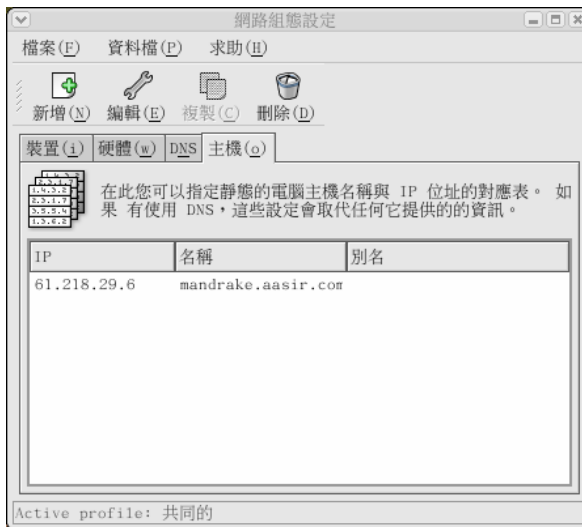 網路組態設定
檔案(F) 資料檔(P) 求助(H)
新增(N) 編輯(E) 複製(C) 刪除(D)
裝置(i) 硬體(w) DNS 主機(o)
在此您可以指定靜態的電腦主機名稱與 IP 位址的對應表。 如
果 有使用 DNS，這些設定會取代任何它提供的的資訊。
IP 名稱 別名
61.218.29.6 mandrake.aasir.com
Active profile: 共同的